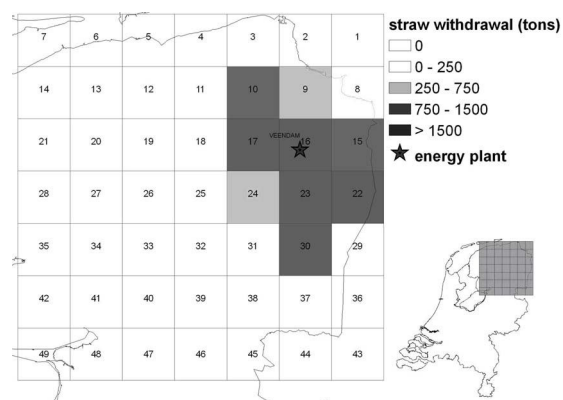 straw withdrawal (tons)
0
0 - 250
250 - 750
750 - 1500
> 1500
energy plant
7 6 5 4 3 2 1
14 13 12 11 10 9 8
VEENDAM
21 20 19 18 17 16 15
28 27 26 25 24 23 22
35 34 33 32 31 30 29
42 41 40 39 38 37 36
49 48 47 46 45 44 43